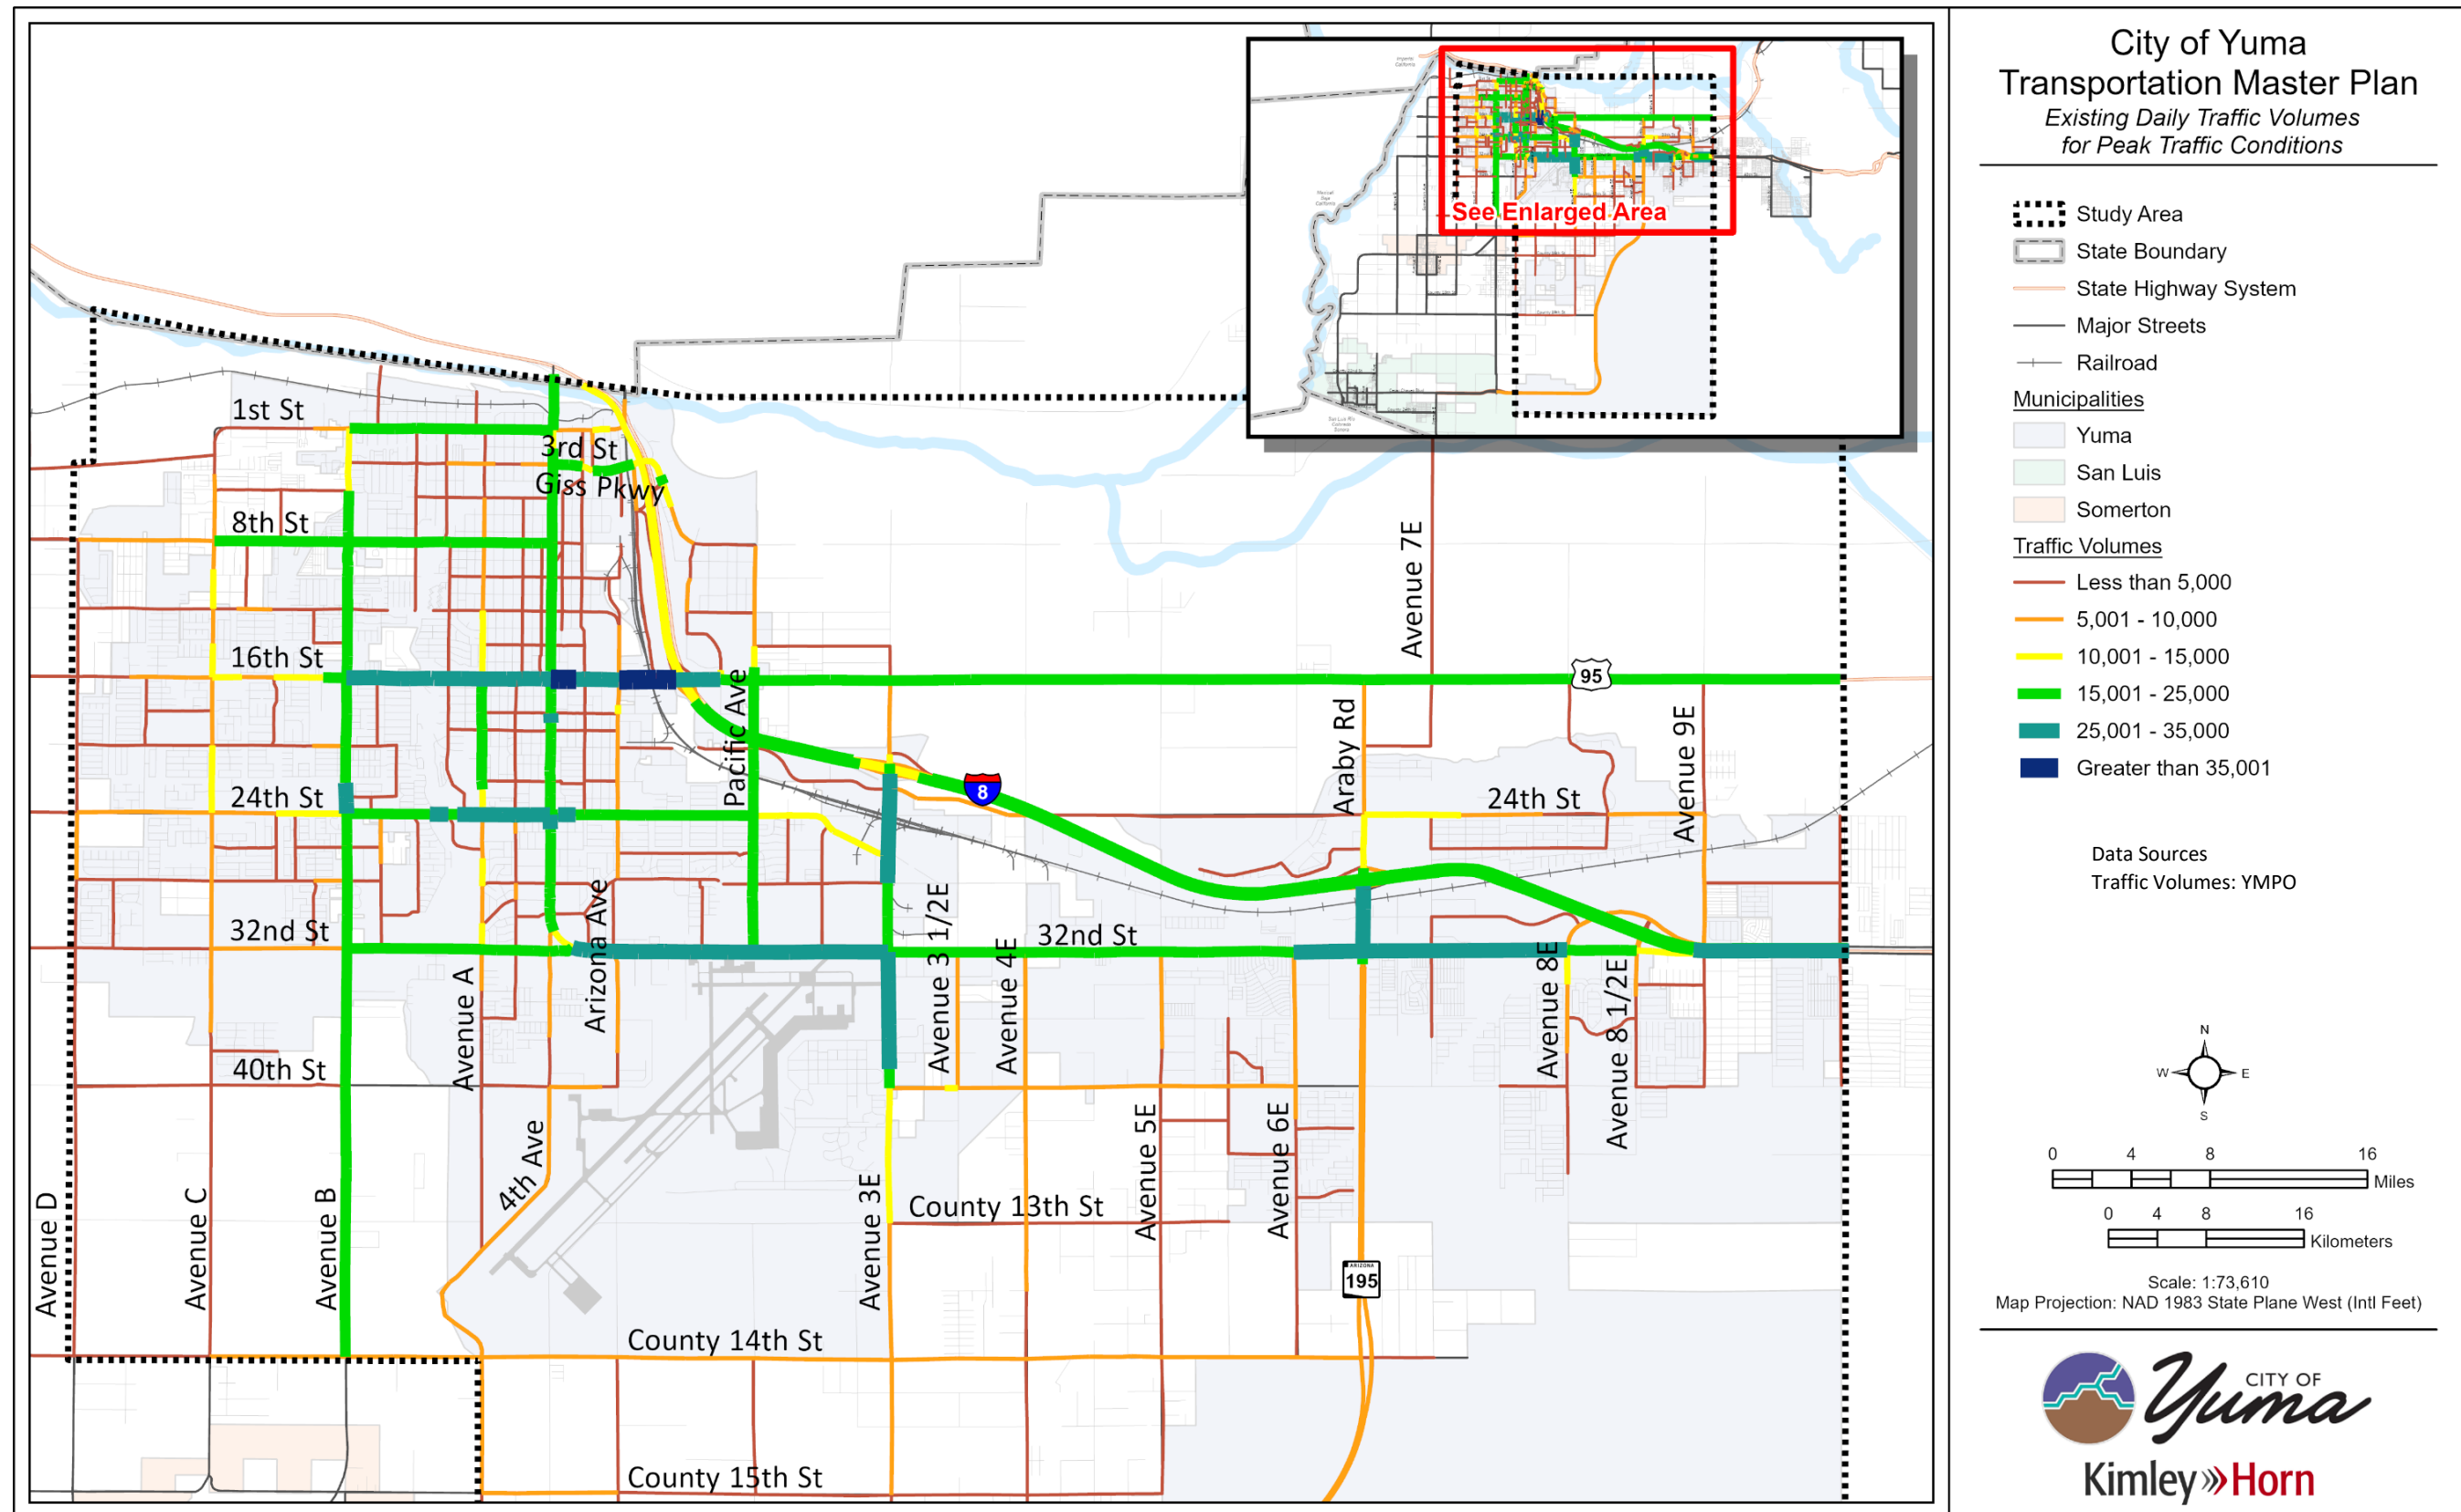 City of Yuma
Transportation Master Plan
Existing Daily Traffic Volumes
for Peak Traffic Conditions
Study Area
State Boundary
State Highway System
Major Streets
Railroad
Municipalities
Yuma
San Luis
Somerton
Traffic Volumes
Less than 5,000
5,001 - 10,000
10,001 - 15,000
15,001 - 25,000
25,001 - 35,000
Greater than 35,001
Data Sources
Traffic Volumes: YMPO
N
W E
S
0 4 8 16
Miles
0 4 8 16
Kilometers
Scale: 1:73,610
Map Projection: NAD 1983 State Plane West (Intl Feet)
CITY OF
Yuma
Kimley Horn
See Enlarged Area
1st St
3rd St
Giss Pkwy
8th St
16th St
95
24th St
8
24th St
32nd St
32nd St
40th St
County 13th St
ARIZONA
195
County 14th St
County 15th St
Avenue D
Avenue C
Avenue B
Avenue A
4th Ave
Arizona Ave
Pacific Ave
Avenue 3E
Avenue 3 1/2E
Avenue 4E
Avenue 5E
Avenue 6E
Araby Rd
Avenue 7E
Avenue 8E
Avenue 8 1/2E
Avenue 9E